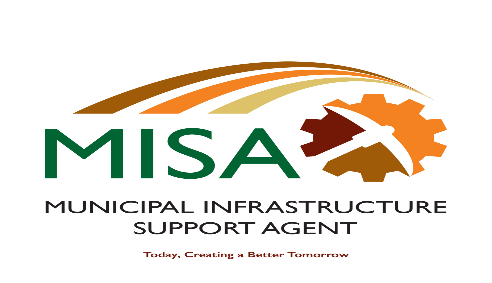 MISA
MUNICIPAL INFRASTRUCTURE
SUPPORT AGENT
Today, Creating a Better Tomorrow